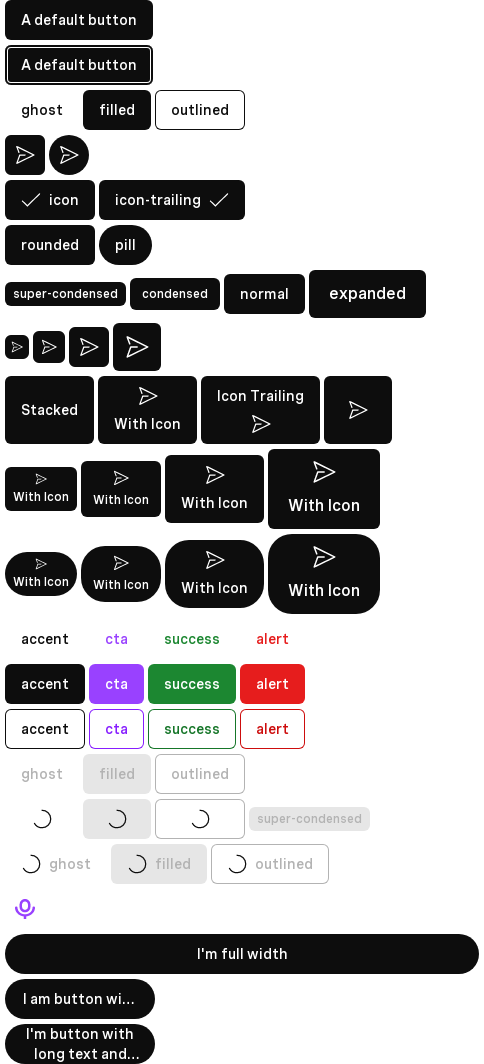 A default button
A default button
ghost filled outlined
icon icon-trailing
rounded pill
super-condensed condensed normal expanded
Stacked With Icon Icon Trailing
With Icon With Icon With Icon With Icon
With Icon With Icon With Icon With Icon
accent cta success alert
accent cta success alert
accent cta success alert
ghost filled outlined
super-condensed
ghost filled outlined
I'm full width
I am button wi...
I'm button with
long text and...